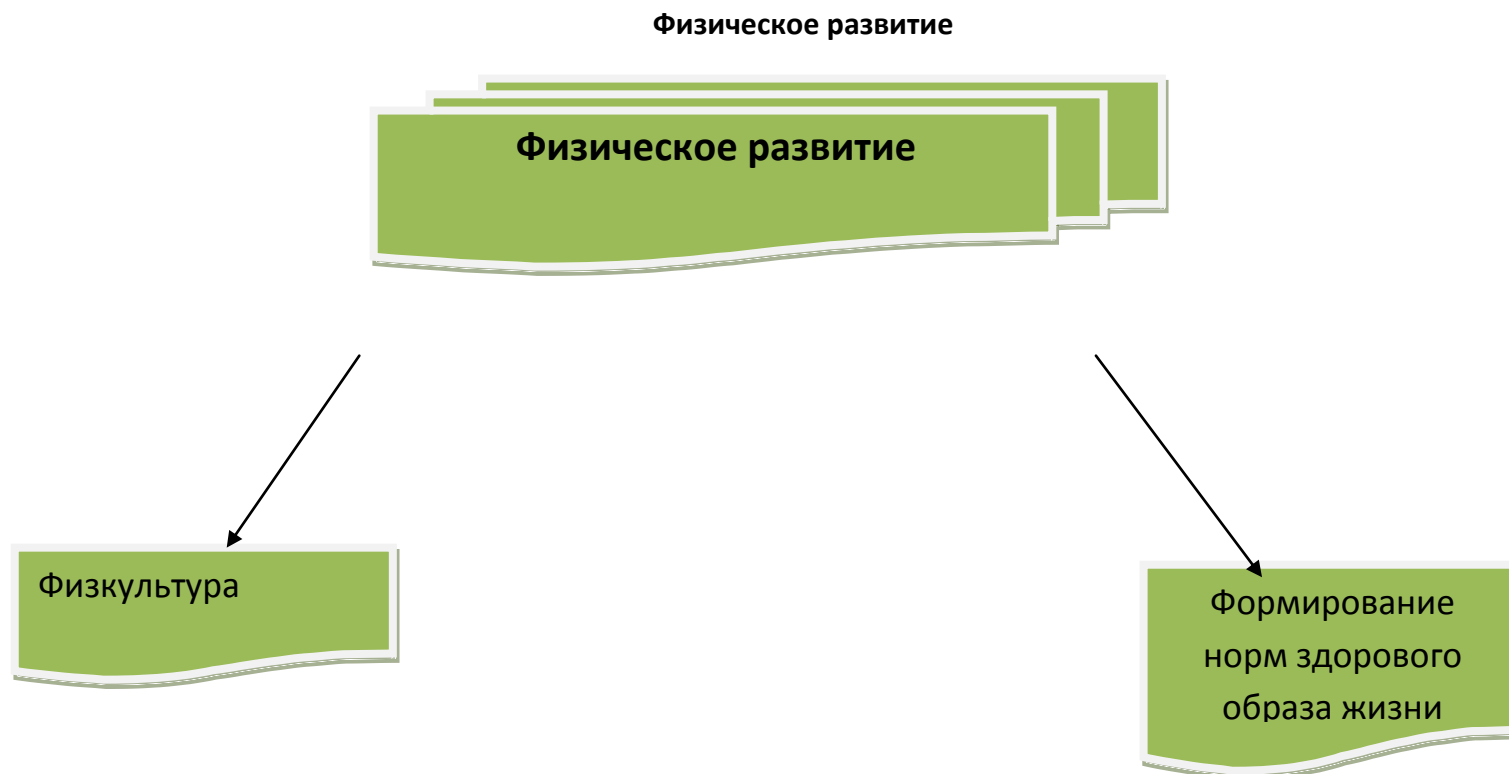 Физическое развитие
Физическое развитие
Физкультура
Формирование
норм здорового
образа жизни